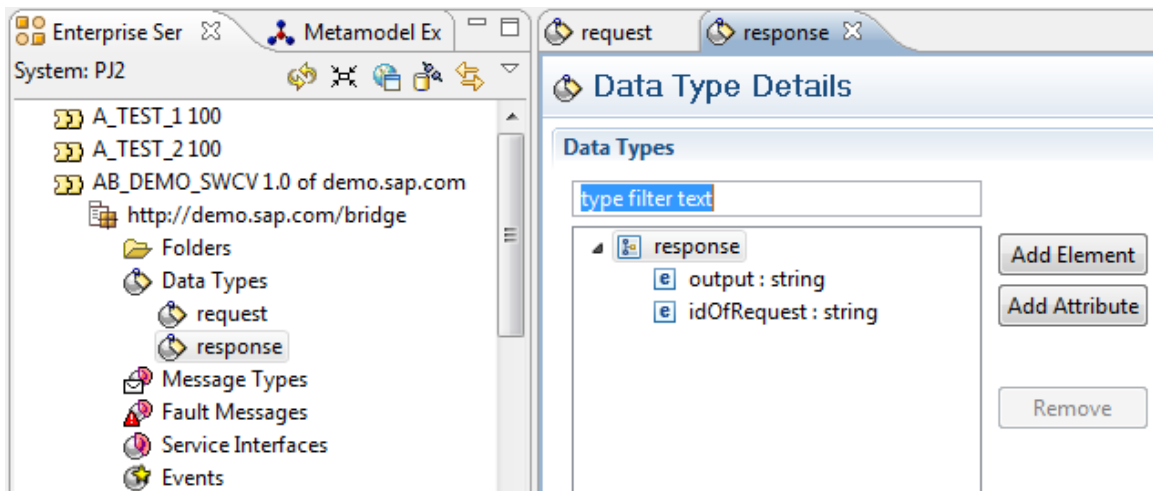 Enterprise Ser
Metamodel Ex
System: PJ2
A_TEST_1 100
A_TEST_2 100
AB_DEMO_SWCV 1.0 of demo.sap.com
http://demo.sap.com/bridge
Folders
Data Types
request
response
Message Types
Fault Messages
Service Interfaces
Events
request
response
Data Type Details
Data Types
type filter text
response
e output : string
e idOfRequest : string
Add Element
Add Attribute
Remove